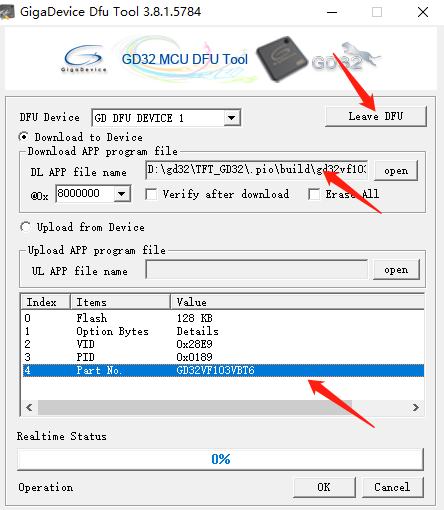 GigaDevice Dfu Tool 3.8.1.5784
GigaDevice
GD32 MCU DFU Tool
GD32
DFU Device
GD DFU DEVICE 1
Leave DFU
Download to Device
Download APP program file
DL APP file name
D:\gd32\TFT_GD32\.pio\build\gd32vf103
open
@0x
8000000
Verify after download
Erase All
Upload from Device
Upload APP program file
UL APP file name
open
Index Items Value
0 Flash 128 KB
1 Option Bytes Details
2 VID 0x28E9
3 PID 0x0189
4 Part No. GD32VF103VBT6
Realtime Status
0%
Operation
OK
Cancel